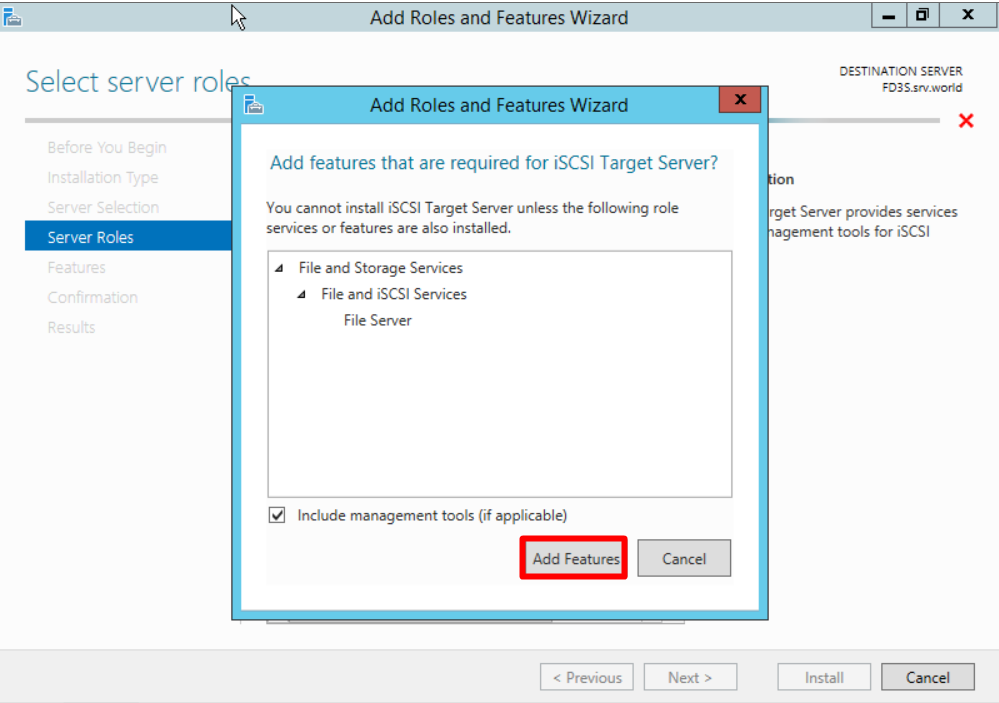 Add Roles and Features Wizard
Select server roles
DESTINATION SERVER
FD3S.srv.world
Before You Begin
Installation Type
Server Selection
Server Roles
Features
Confirmation
Results
Add Roles and Features Wizard
Add features that are required for iSCSI Target Server?
You cannot install iSCSI Target Server unless the following role
services or features are also installed.
File and Storage Services
File and iSCSI Services
File Server
Include management tools (if applicable)
Add Features
Cancel
tion
rget Server provides services
nagement tools for iSCSI
< Previous
Next >
Install
Cancel